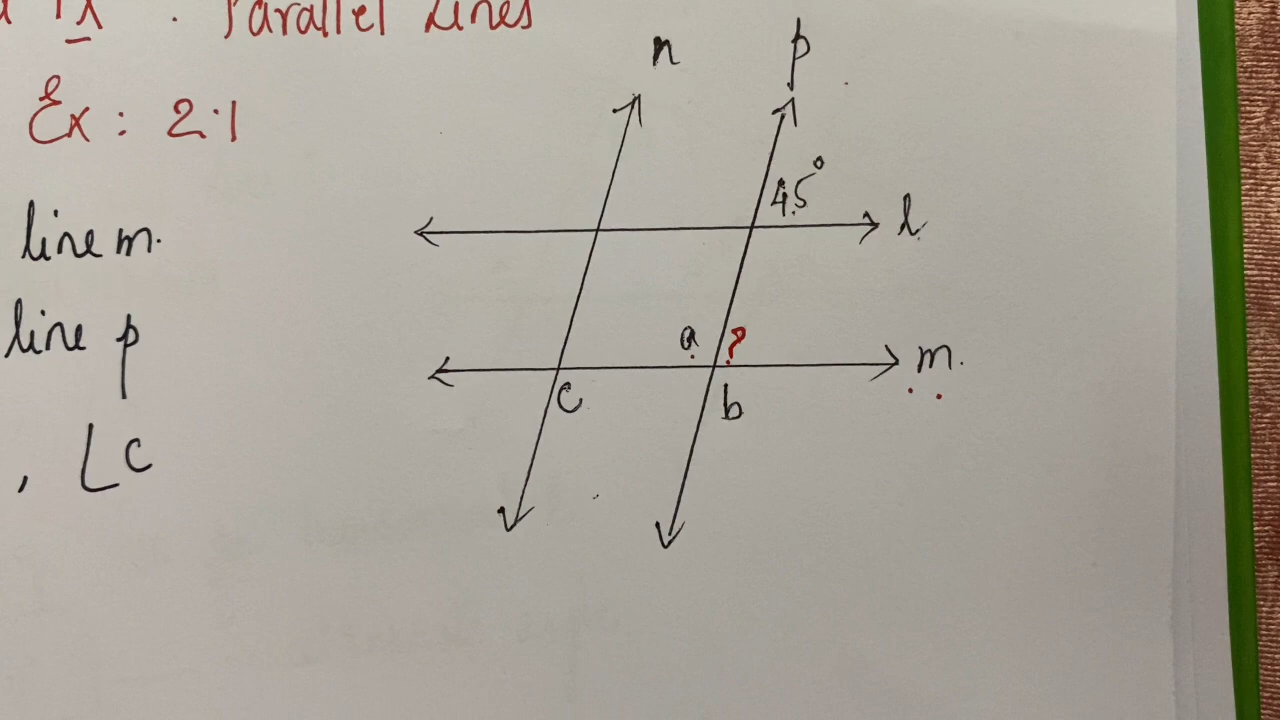 Parallel Lines
Ex: 2.1
line m.
line p
, ∠c
n
p
45°
l
a
?
m.
c
b